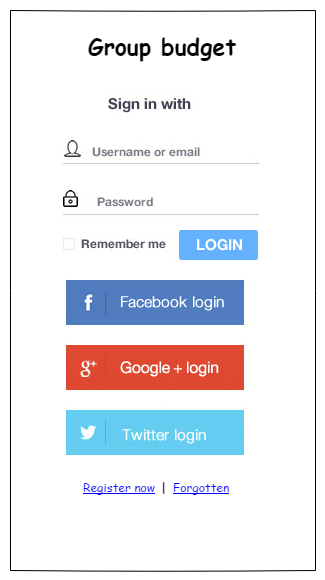 Group budget
Sign in with
Username or email
Password
Remember me LOGIN
f Facebook login
g+ Google + login
Twitter login
Register now | Forgotten